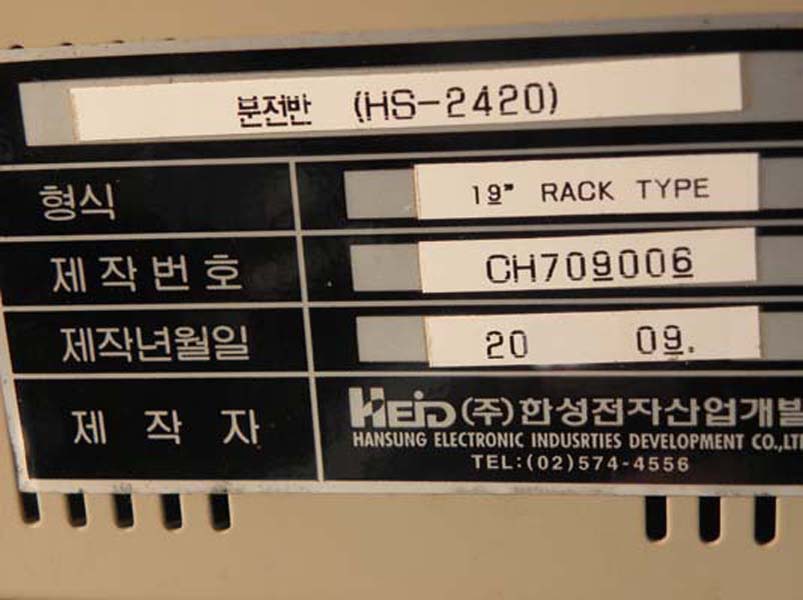 분전반 (HS-2420)
형식 19" RACK TYPE
제작번호 CH709006
제작년월일 20 09.
제작자 HEID (주)한성전자산업개발
HANSUNG ELECTRONIC INDUSRTIES DEVELOPMENT CO.,LT
TEL:(02)574-4556